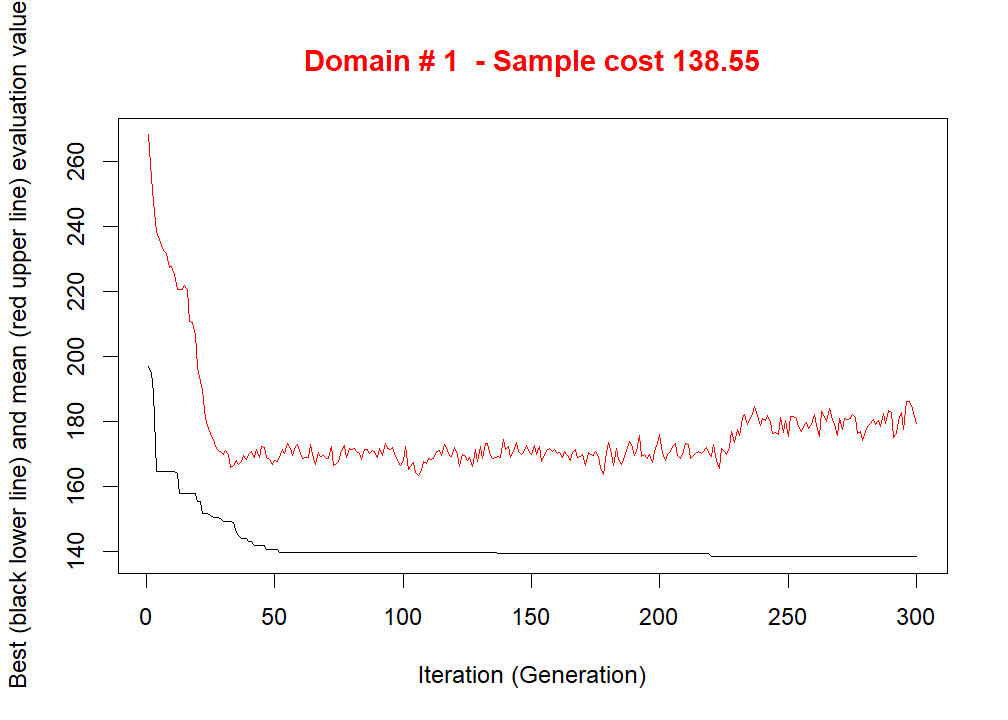 Domain # 1  - Sample cost 138.55
Best (black lower line) and mean (red upper line) evaluation value
260
240
220
200
180
160
140
0 50 100 150 200 250 300
Iteration (Generation)